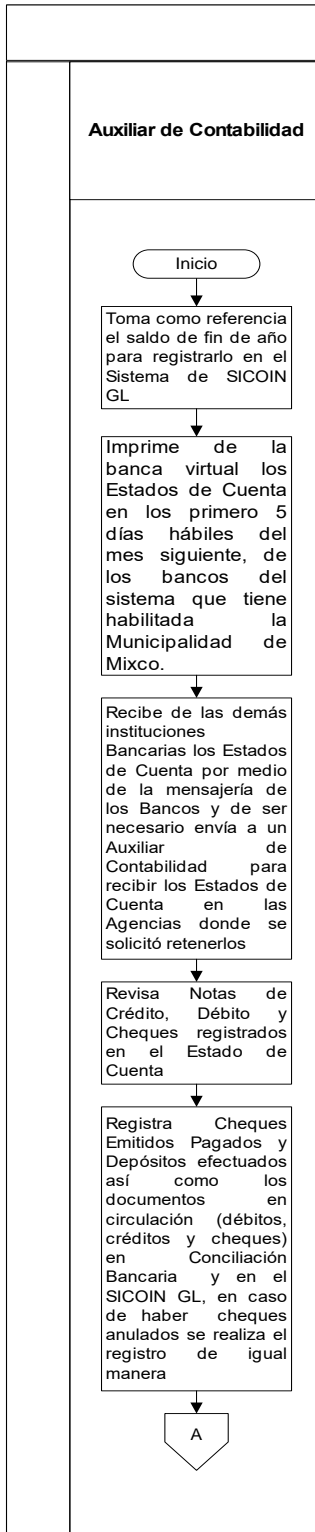 Auxiliar de Contabilidad
Inicio
Toma como referencia
el saldo de fin de año
para registrarlo en el
Sistema de SICOIN
GL
Imprime de la
banca virtual los
Estados de Cuenta
en los primero 5
días hábiles del
mes siguiente, de
los bancos del
sistema que tiene
habilitada la
Municipalidad de
Mixco.
Recibe de las demás
instituciones
Bancarias los Estados
de Cuenta por medio
de la mensajería de
los Bancos y de ser
necesario envía a un
Auxiliar de
Contabilidad para
recibir los Estados de
Cuenta en las
Agencias donde se
solicitó retenerlos
Revisa Notas de
Crédito, Débito y
Cheques registrados
en el Estado de
Cuenta
Registra Cheques
Emitidos Pagados y
Depósitos efectuados
así como los
documentos en
circulación (débitos,
créditos y cheques)
en Conciliación
Bancaria y en el
SICOIN GL, en caso
de haber cheques
anulados se realiza el
registro de igual
manera
A